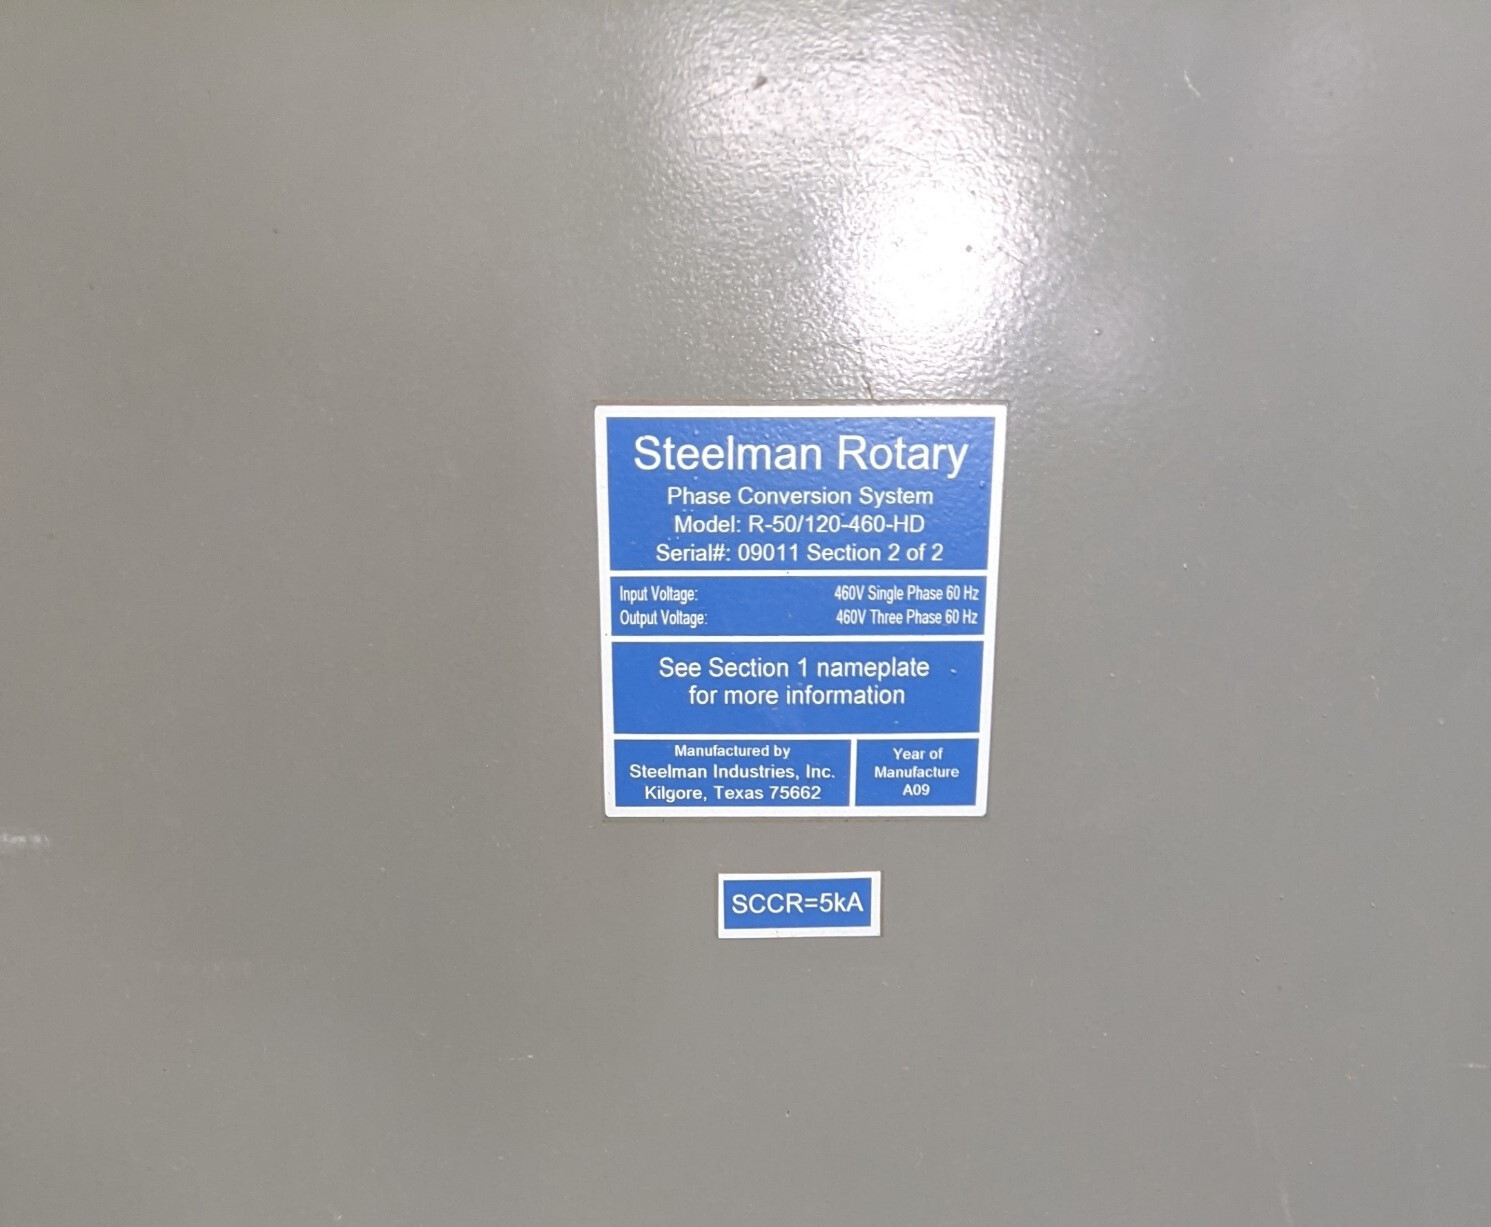 Steelman Rotary
Phase Conversion System
Model: R-50/120-460-HD
Serial#: 09011 Section 2 of 2
Input Voltage: 460V Single Phase 60 Hz
Output Voltage: 460V Three Phase 60 Hz
See Section 1 nameplate
for more information
Manufactured by
Steelman Industries, Inc.
Kilgore, Texas 75662
Year of
Manufacture
A09
SCCR=5kA